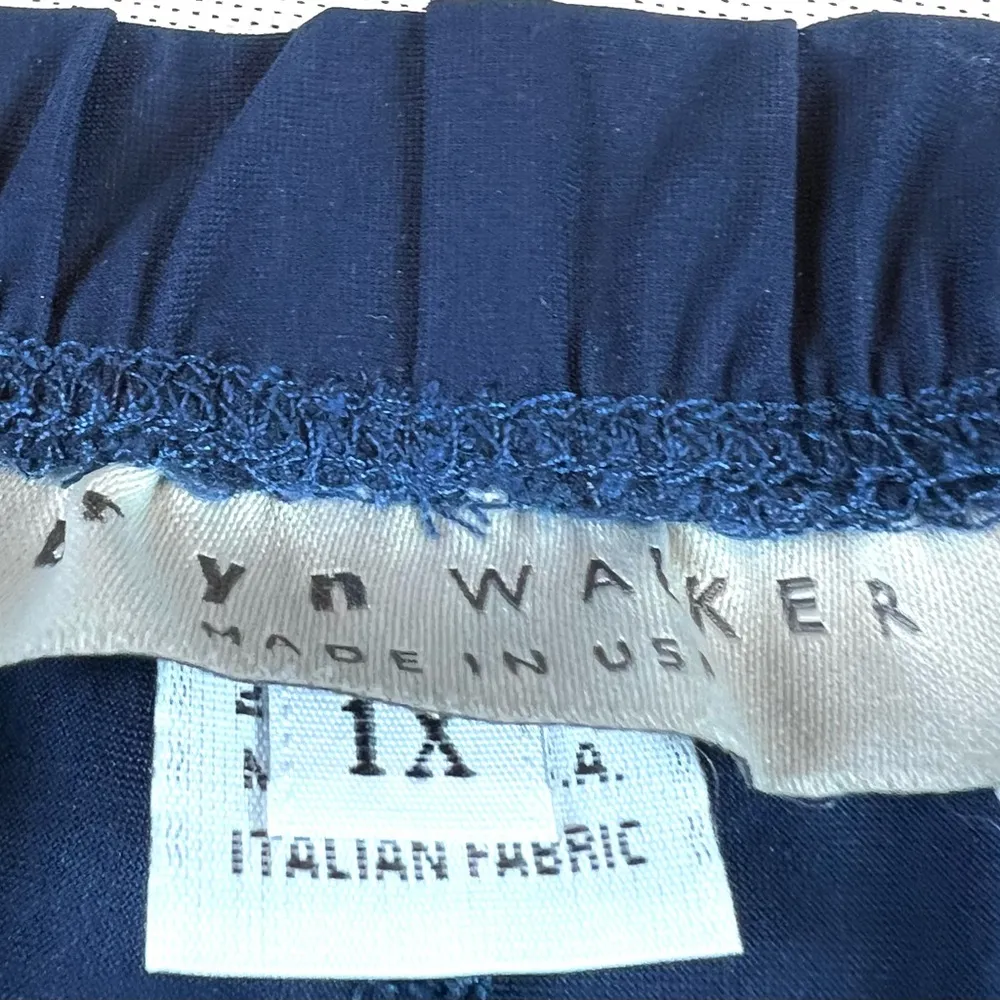 yn WALKER
MADE IN USA
1X
.A.
ITALIAN FABRIC